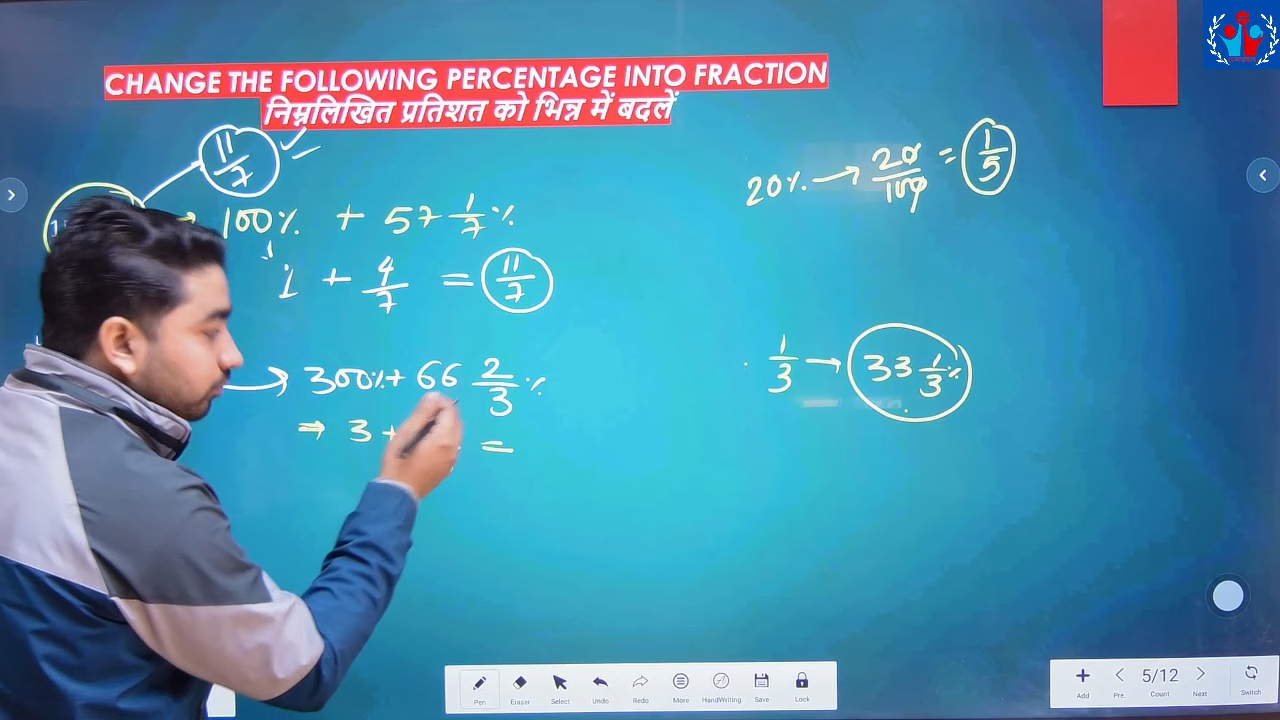 CHANGE THE FOLLOWING PERCENTAGE INTO FRACTION
निम्नलिखित प्रतिशत को भिन्न में बदलें
11/7
100% + 57 1/7 %
1 + 4/7 = 11/7
300% + 66 2/3 %
⇒ 3 + =
20% → 20/100 = 1/5
1/3 → 33 1/3 %
Pen Eraser Select Undo Redo More HandWriting Save Lock
Add Pre. 5/12 Count Next Switch